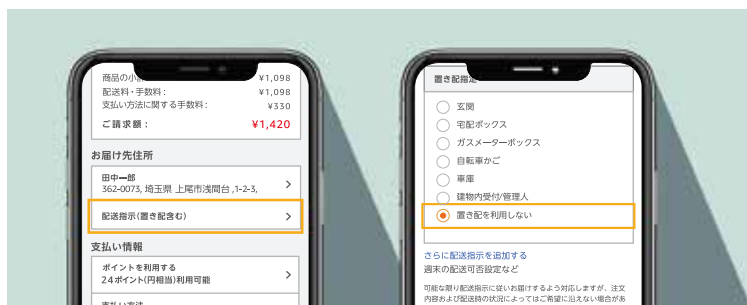 商品の小
¥1,098
配送料・手数料：
¥1,098
支払い方法に関する手数料：
¥330
ご請求額：
¥1,420
お届け先住所
田中一郎
362-0073, 埼玉県 上尾市浅間台 ,1-2-3,
配送指示(置き配含む)
支払い情報
ポイントを利用する
24ポイント(円相当)利用可能
置き配指定
玄関
宅配ボックス
ガスメーターボックス
自転車かご
車庫
建物内受付/管理人
置き配を利用しない
さらに配送指示を追加する
週末の配送可否設定など
可能な限り配送指示に従いお届けするよう対応しますが、注文
内容および配送時の状況によってはご希望に沿えない場合があ